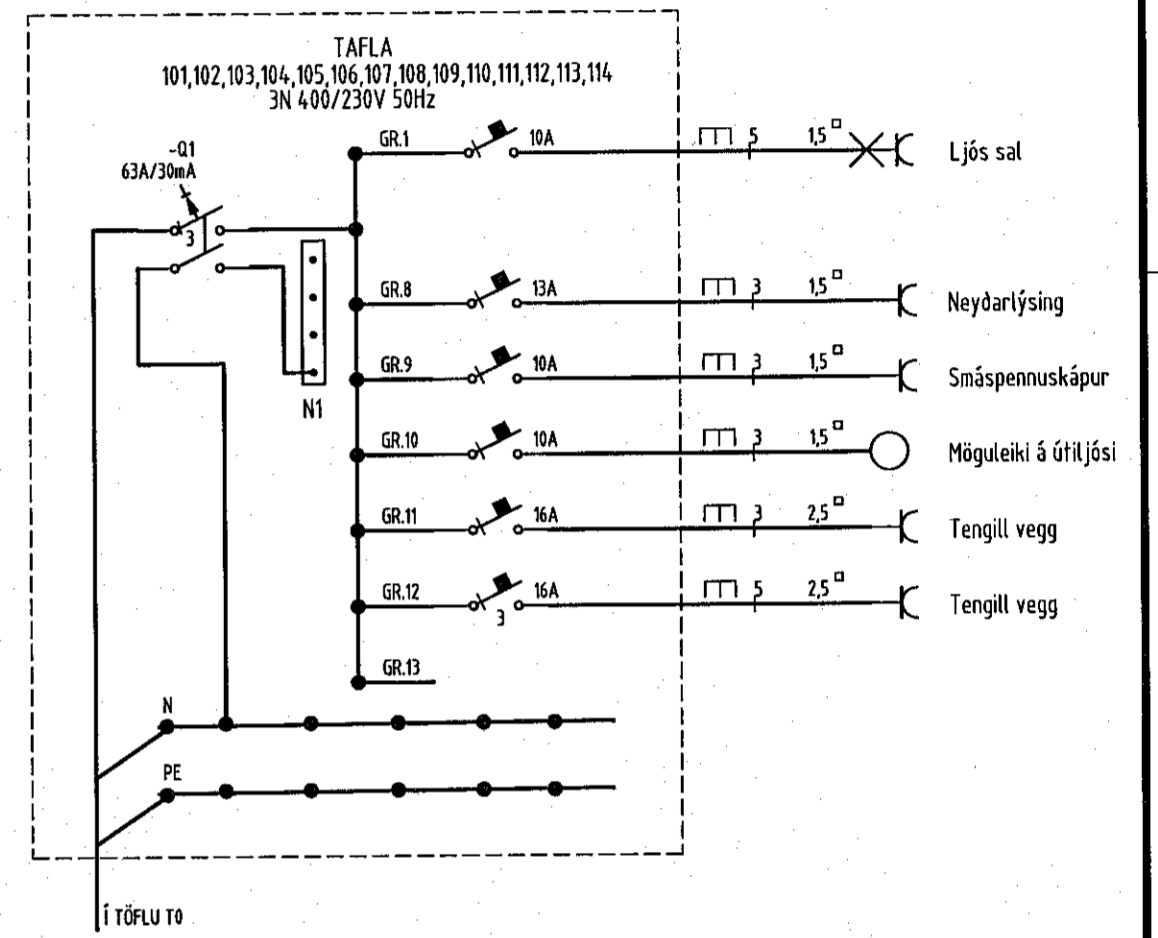 TAFLA
101,102,103,104,105,106,107,108,109,110,111,112,113,114
3N 400/230V 50Hz
-Q1
63A/30mA
3
N1
GR.1 10A 5 1,5 Ljós sal
GR.8 13A 3 1,5 Neyðarlýsing
GR.9 10A 3 1,5 Smáspennuskápur
GR.10 10A 3 1,5 Möguleiki á útiljósi
GR.11 16A 3 2,5 Tengill vegg
GR.12 16A 5 2,5 Tengill vegg
3
GR.13
N
PE
Í TÖFLU T0